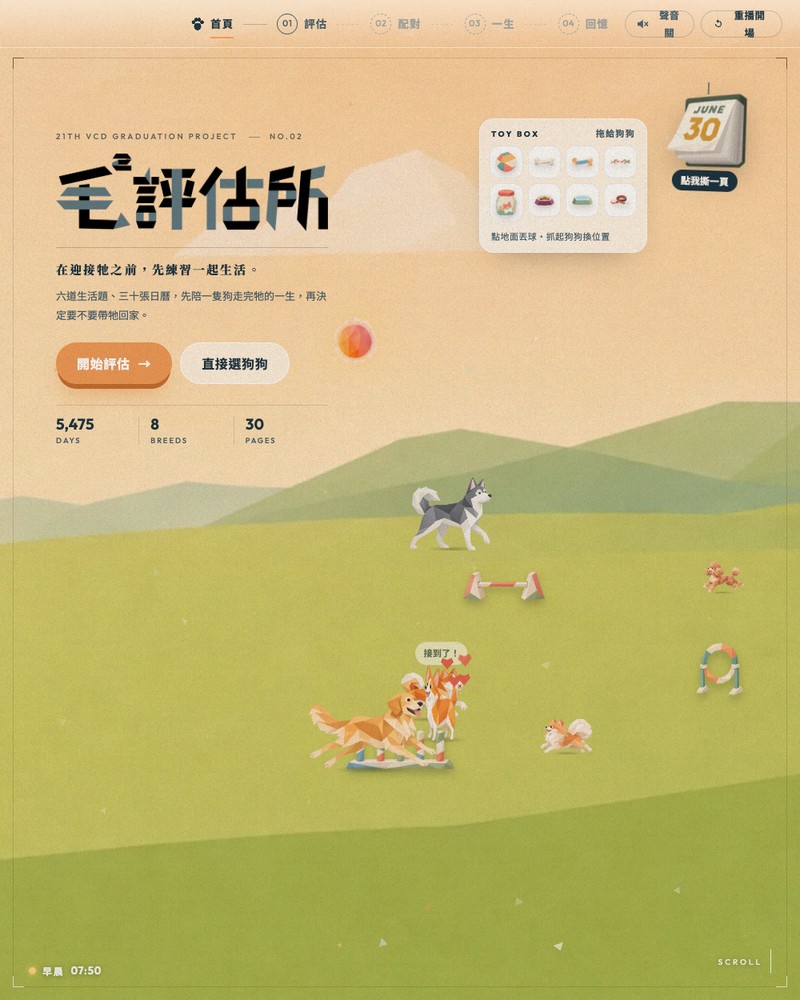 首頁
01 評估
02 配對
03 一生
04 回憶
聲音
關
重播開
場
21TH VCD GRADUATION PROJECT — NO.02
毛2評估所
在迎接牠之前，先練習一起生活。
六道生活題、三十張日曆，先陪一隻狗走完牠的一生，再決
定要不要帶牠回家。
開始評估 →
直接選狗狗
5,475
DAYS
8
BREEDS
30
PAGES
TOY BOX
拖給狗狗
點地面丟球・抓起狗狗換位置
JUNE
30
點我撕一頁
接到了！
早晨 07:50
SCROLL